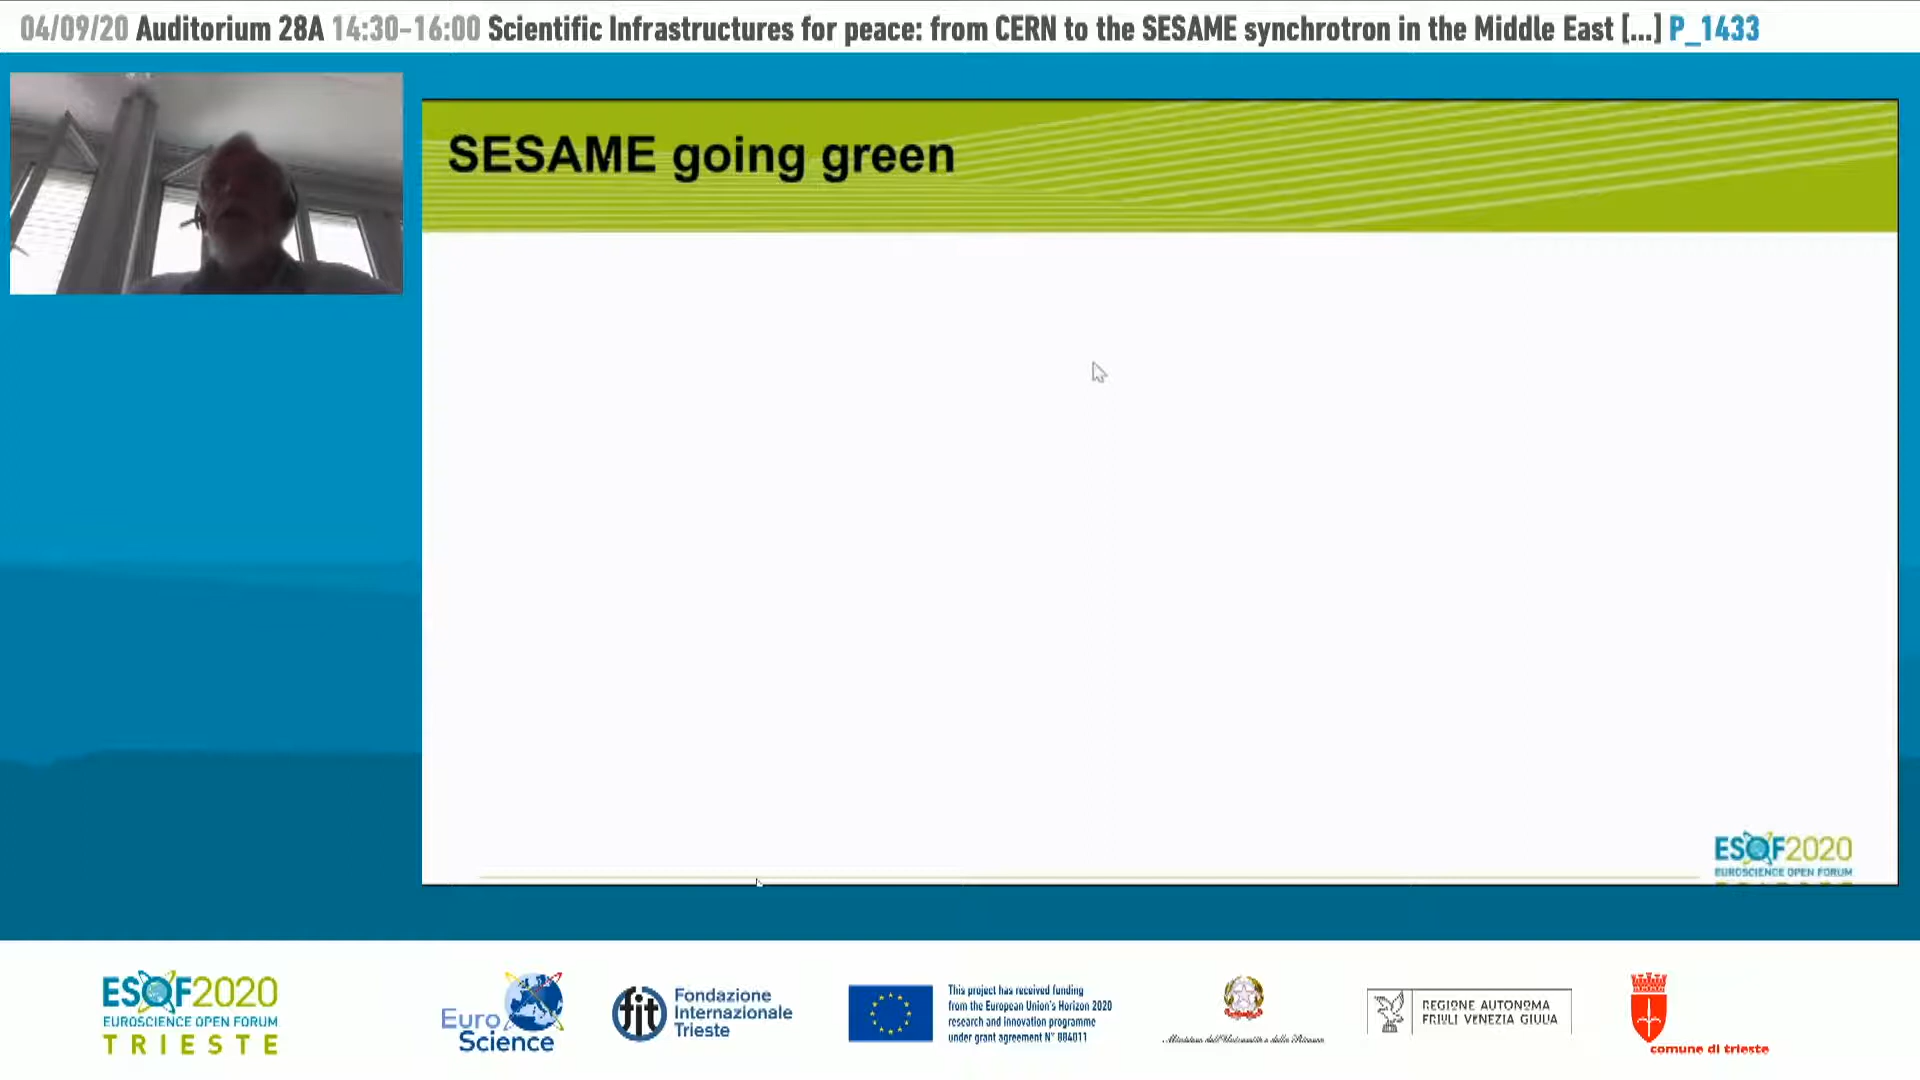 04/09/20 Auditorium 28A 14:30-16:00 Scientific Infrastructures for peace: from CERN to the SESAME synchrotron in the Middle East [...] P_1433
SESAME going green
ESOF2020
EUROSCIENCE OPEN FORUM
ESOF2020
EUROSCIENCE OPEN FORUM
TRIESTE
Euro
Science
fit
Fondazione
Internazionale
Trieste
This project has received funding
from the European Union's Horizon 2020
research and innovation programme
under grant agreement N° 884011
REGIONE AUTONOMA
FRIULI VENEZIA GIULIA
comune di trieste